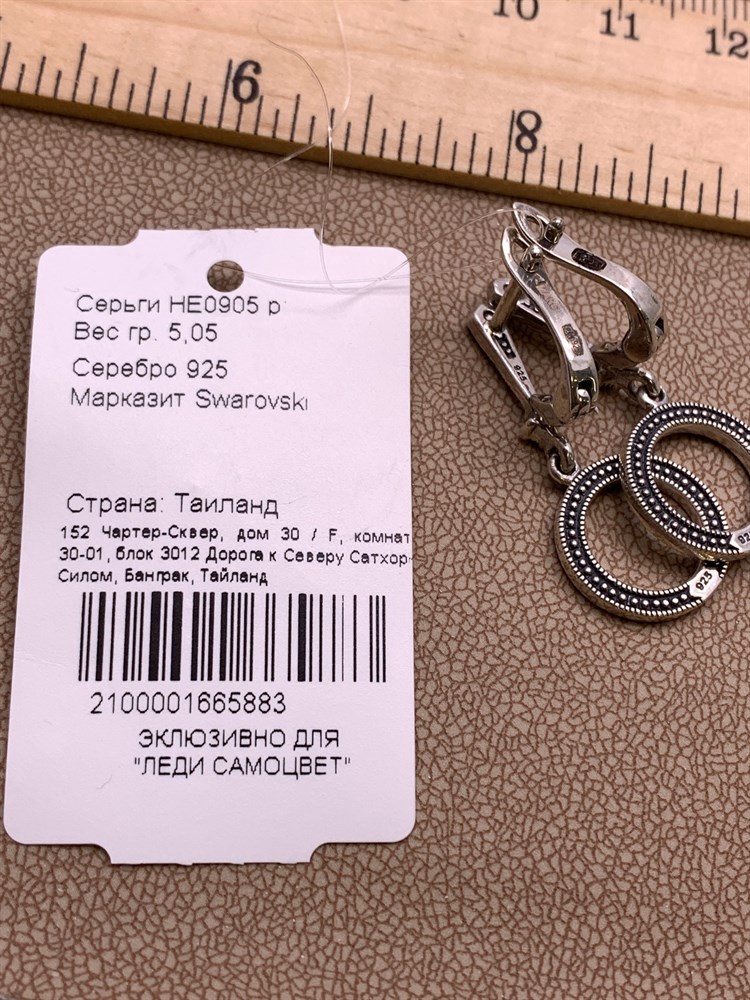 10 11 12
6 8
Серьги HE0905 р
Вес гр. 5,05
Серебро 925
Марказит Swarovski
Страна: Таиланд
152 Чартер-Сквер, дом 30 / F, комнат
30-01, блок 3012 Дорога к Северу Сатхор-
Силом, Банграк, Тайланд
2100001665883
ЭКЛЮЗИВНО ДЛЯ
"ЛЕДИ САМОЦВЕТ"
925
925